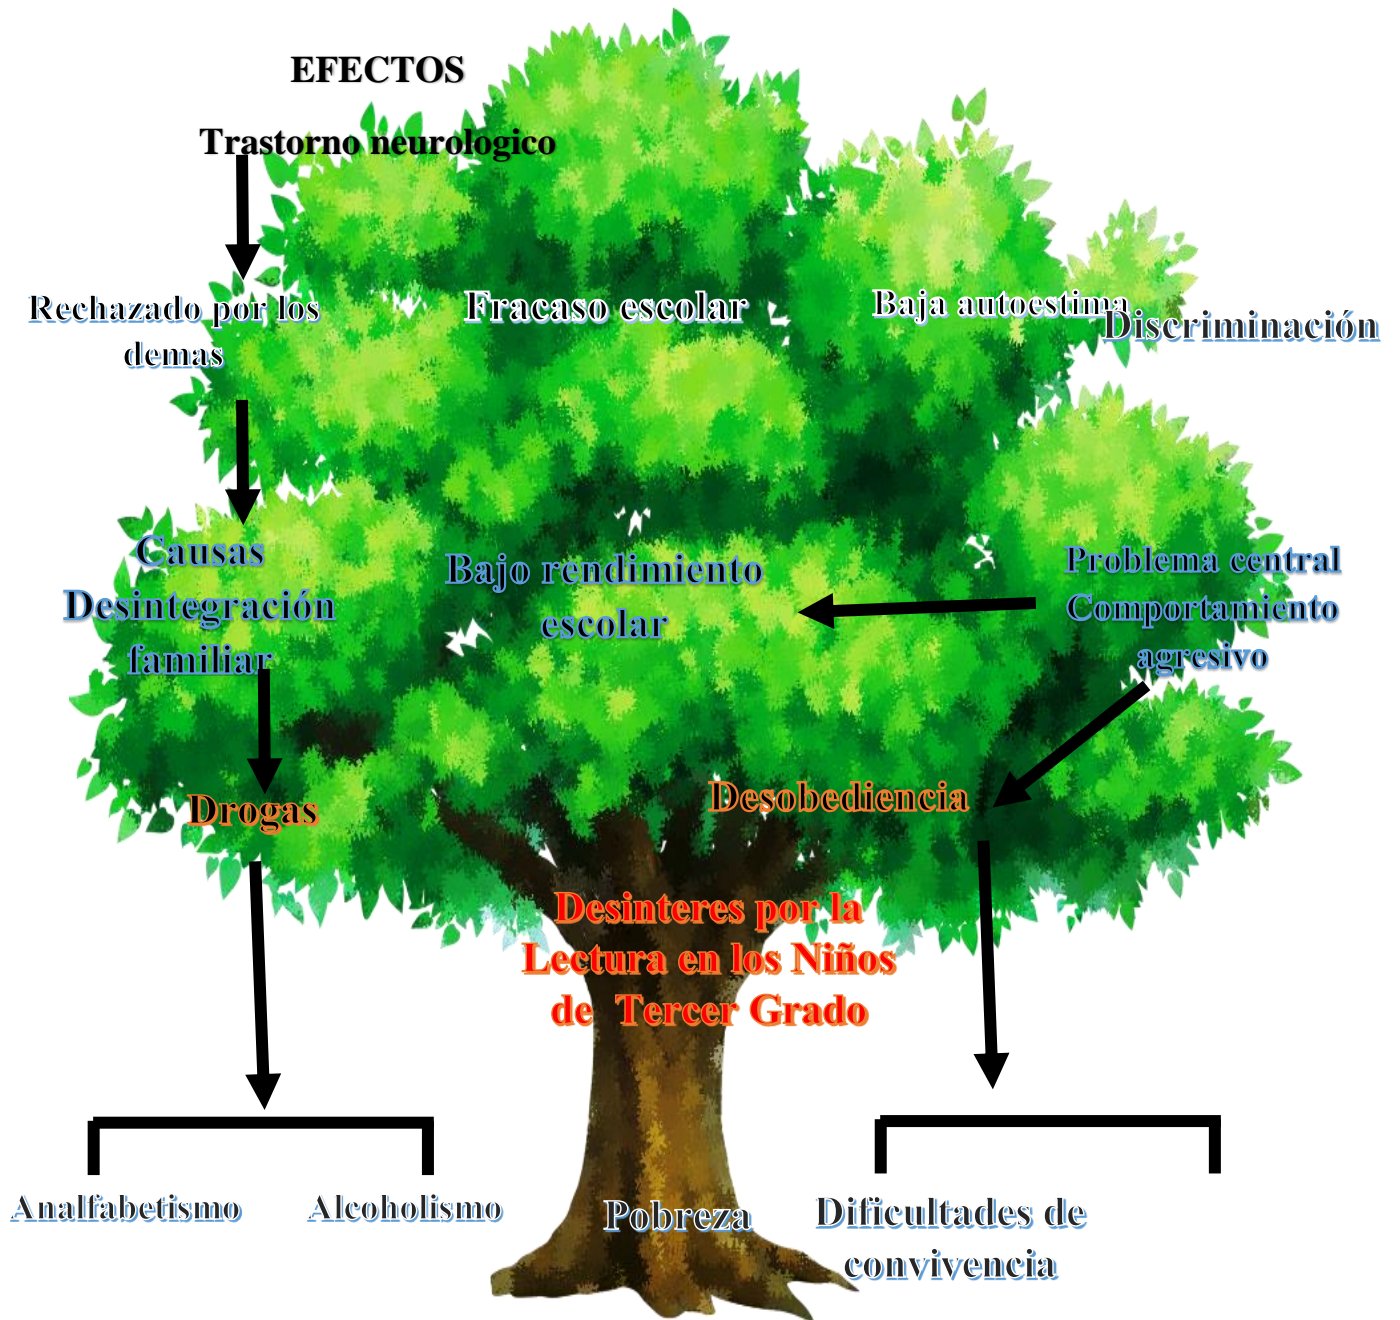 EFECTOS
Trastorno neurologico
Rechazado por los
demas
Fracaso escolar
Baja autoestima
Discriminación
Causas
Desintegración
familiar
Bajo rendimiento
escolar
Problema central
Comportamiento
agresivo
Drogas
Desobediencia
Desinteres por la
Lectura en los Niños
de Tercer Grado
Analfabetismo
Alcoholismo
Pobreza
Dificultades de
convivencia